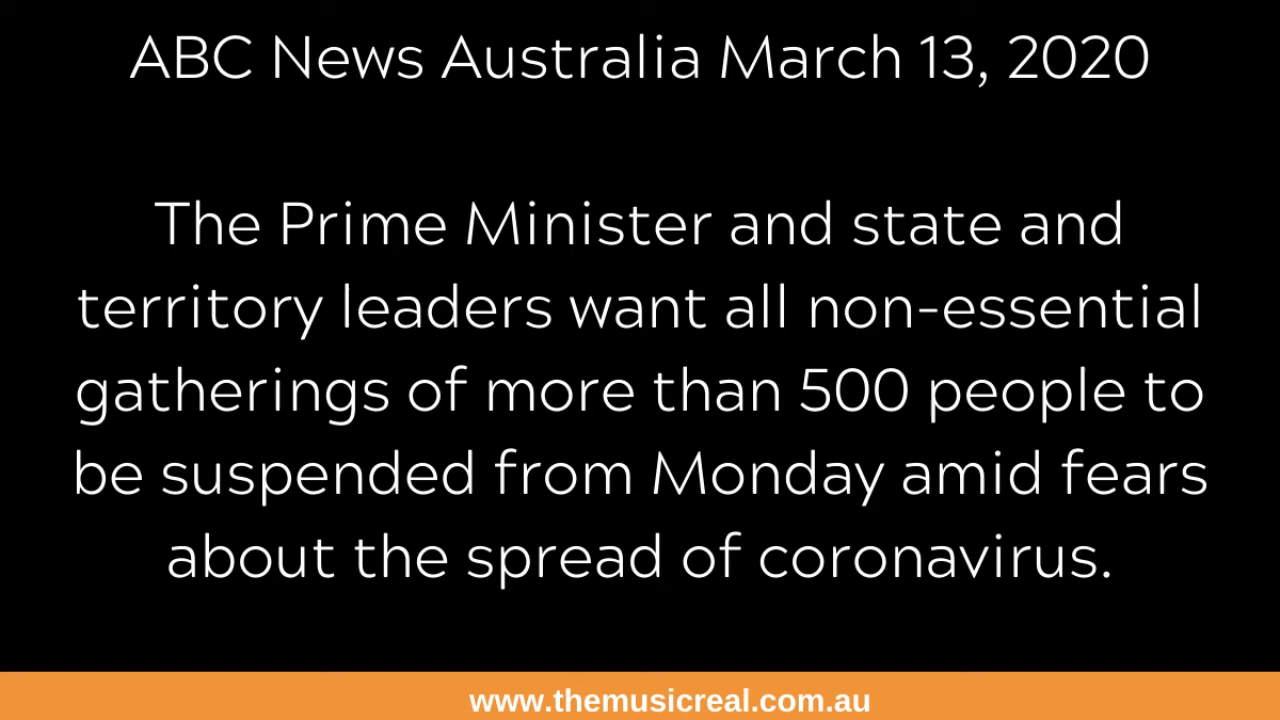 ABC News Australia March 13, 2020
The Prime Minister and state and
territory leaders want all non-essential
gatherings of more than 500 people to
be suspended from Monday amid fears
about the spread of coronavirus.
www.themusicreal.com.au